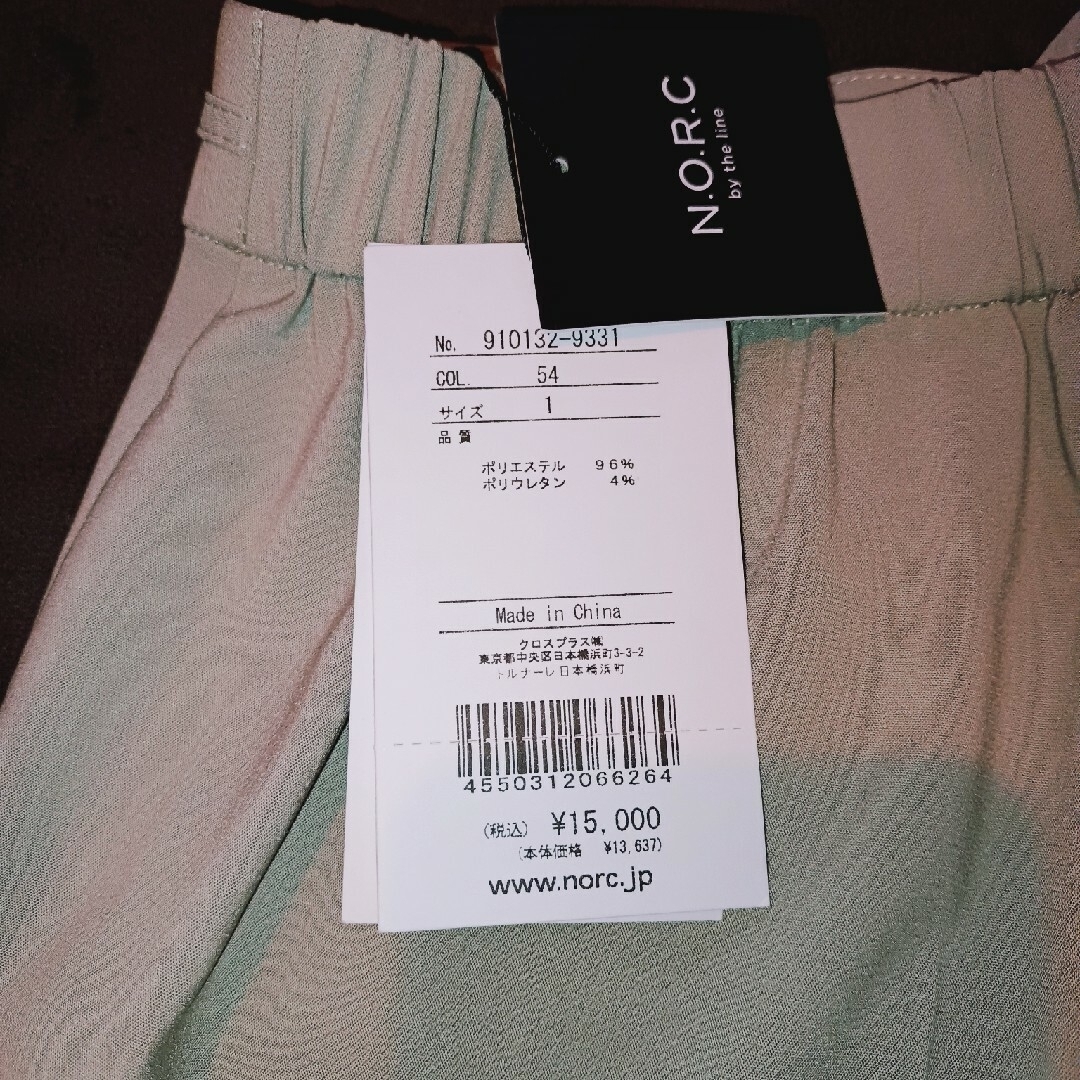 N.O.R.C
by the line
No. 910132-9331
COL. 54
サイズ 1
品質
ポリエステル 96%
ポリウレタン 4%
Made in China
クロスプラス㈱
東京都中央区日本橋浜町3-3-2
トルナーレ日本橋浜町
4550312066264
(税込) ¥15,000
(本体価格 ¥13,637)
www.norc.jp